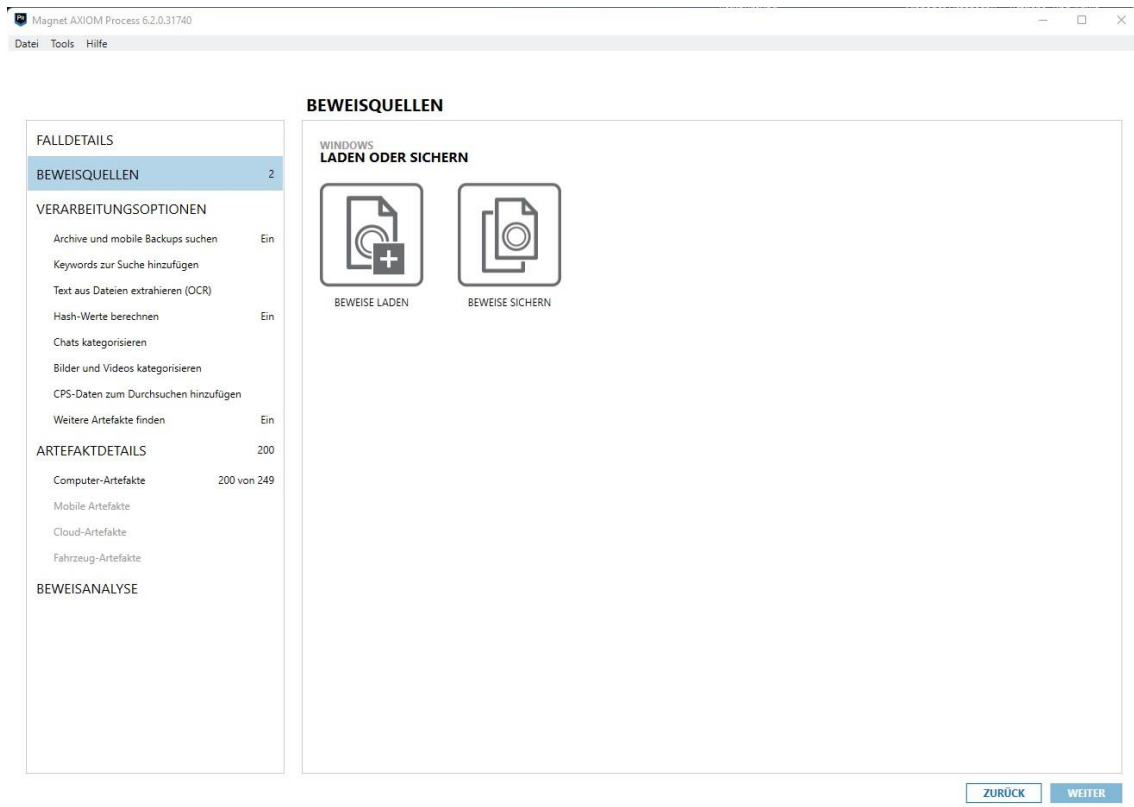 Magnet AXIOM Process 6.2.0.31740
Datei Tools Hilfe
BEWEISQUELLEN
FALLDETAILS
BEWEISQUELLEN 2
VERARBEITUNGSOPTIONEN
Archive und mobile Backups suchen Ein
Keywords zur Suche hinzufügen
Text aus Dateien extrahieren (OCR)
Hash-Werte berechnen Ein
Chats kategorisieren
Bilder und Videos kategorisieren
CPS-Daten zum Durchsuchen hinzufügen
Weitere Artefakte finden Ein
ARTEFAKTDETAILS 200
Computer-Artefakte 200 von 249
Mobile Artefakte
Cloud-Artefakte
Fahrzeug-Artefakte
BEWEISANALYSE
WINDOWS
LADEN ODER SICHERN
BEWEISE LADEN BEWEISE SICHERN
ZURÜCK WEITER